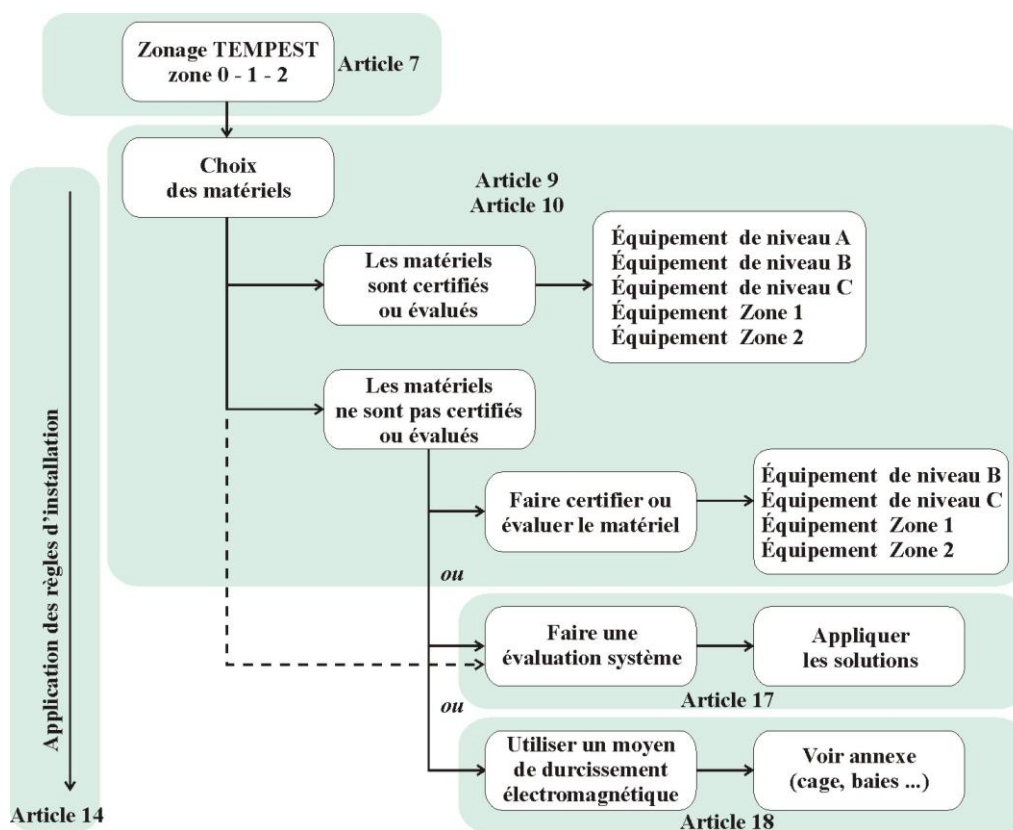 Zonage TEMPEST
zone 0 - 1 - 2
Article 7
Choix
des matériels
Article 9
Article 10
Les matériels
sont certifiés
ou évalués
Équipement de niveau A
Équipement de niveau B
Équipement de niveau C
Équipement Zone 1
Équipement Zone 2
Les matériels
ne sont pas certifiés
ou évalués
Faire certifier ou
évaluer le matériel
Équipement de niveau B
Équipement de niveau C
Équipement Zone 1
Équipement Zone 2
ou
Faire une
évaluation système
Appliquer
les solutions
Article 17
ou
Utiliser un moyen
de durcissement
électromagnétique
Voir annexe
(cage, baies ...)
Article 18
Application des règles d'installation
Article 14